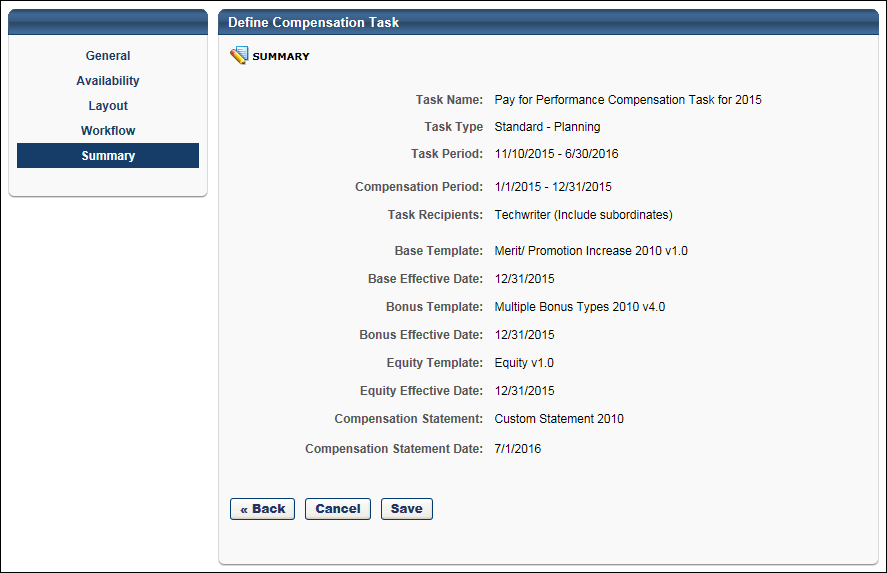 General
Availability
Layout
Workflow
Summary
Define Compensation Task
SUMMARY
Task Name: Pay for Performance Compensation Task for 2015
Task Type Standard - Planning
Task Period: 11/10/2015 - 6/30/2016
Compensation Period: 1/1/2015 - 12/31/2015
Task Recipients: Techwriter (Include subordinates)
Base Template: Merit/ Promotion Increase 2010 v1.0
Base Effective Date: 12/31/2015
Bonus Template: Multiple Bonus Types 2010 v4.0
Bonus Effective Date: 12/31/2015
Equity Template: Equity v1.0
Equity Effective Date: 12/31/2015
Compensation Statement: Custom Statement 2010
Compensation Statement Date: 7/1/2016
« Back Cancel Save